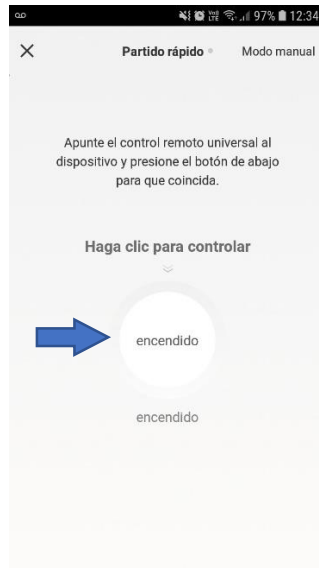 97% 12:34
Partido rápido Modo manual
Apunte el control remoto universal al
dispositivo y presione el botón de abajo
para que coincida.
Haga clic para controlar
encendido
encendido